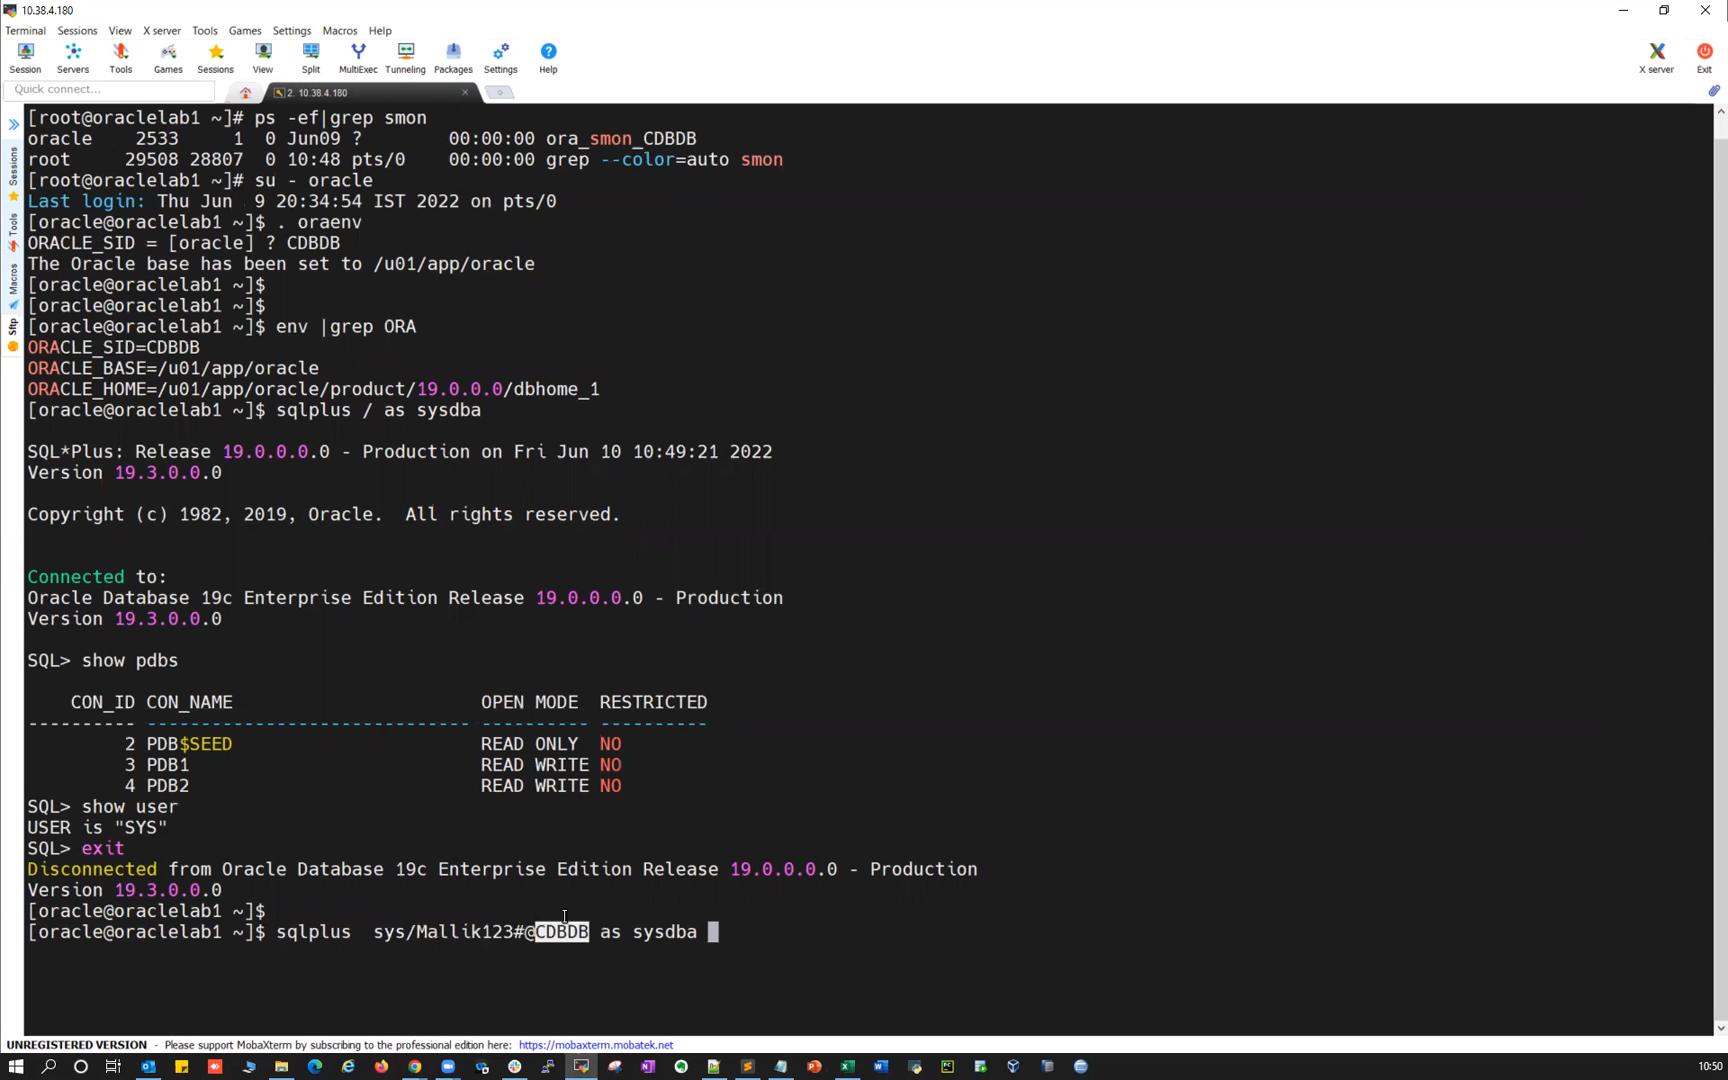 10.38.4.180
Terminal Sessions View X server Tools Games Settings Macros Help
Session Servers Tools Games Sessions View Split MultiExec Tunneling Packages Settings Help X server Exit
Quick connect...
2. 10.38.4.180
Sessions
Tools
Macros
Sftp
[root@oraclelab1 ~]# ps -ef|grep smon
oracle 2533 1 0 Jun09 ? 00:00:00 ora_smon_CDBDB
root 29508 28807 0 10:48 pts/0 00:00:00 grep --color=auto smon
[root@oraclelab1 ~]# su - oracle
Last login: Thu Jun 9 20:34:54 IST 2022 on pts/0
[oracle@oraclelab1 ~]$ . oraenv
ORACLE_SID = [oracle] ? CDBDB
The Oracle base has been set to /u01/app/oracle
[oracle@oraclelab1 ~]$
[oracle@oraclelab1 ~]$
[oracle@oraclelab1 ~]$ env |grep ORA
ORACLE_SID=CDBDB
ORACLE_BASE=/u01/app/oracle
ORACLE_HOME=/u01/app/oracle/product/19.0.0.0/dbhome_1
[oracle@oraclelab1 ~]$ sqlplus / as sysdba
SQL*Plus: Release 19.0.0.0.0 - Production on Fri Jun 10 10:49:21 2022
Version 19.3.0.0.0
Copyright (c) 1982, 2019, Oracle. All rights reserved.
Connected to:
Oracle Database 19c Enterprise Edition Release 19.0.0.0.0 - Production
Version 19.3.0.0.0
SQL> show pdbs
CON_ID CON_NAME OPEN MODE RESTRICTED
---------- ------------------------------ ---------- ----------
2 PDB$SEED READ ONLY NO
3 PDB1 READ WRITE NO
4 PDB2 READ WRITE NO
SQL> show user
USER is "SYS"
SQL> exit
Disconnected from Oracle Database 19c Enterprise Edition Release 19.0.0.0.0 - Production
Version 19.3.0.0.0
[oracle@oraclelab1 ~]$
[oracle@oraclelab1 ~]$ sqlplus sys/Mallik123#@CDBDB as sysdba
UNREGISTERED VERSION - Please support MobaXterm by subscribing to the professional edition here: https://mobaxterm.mobatek.net
10:50